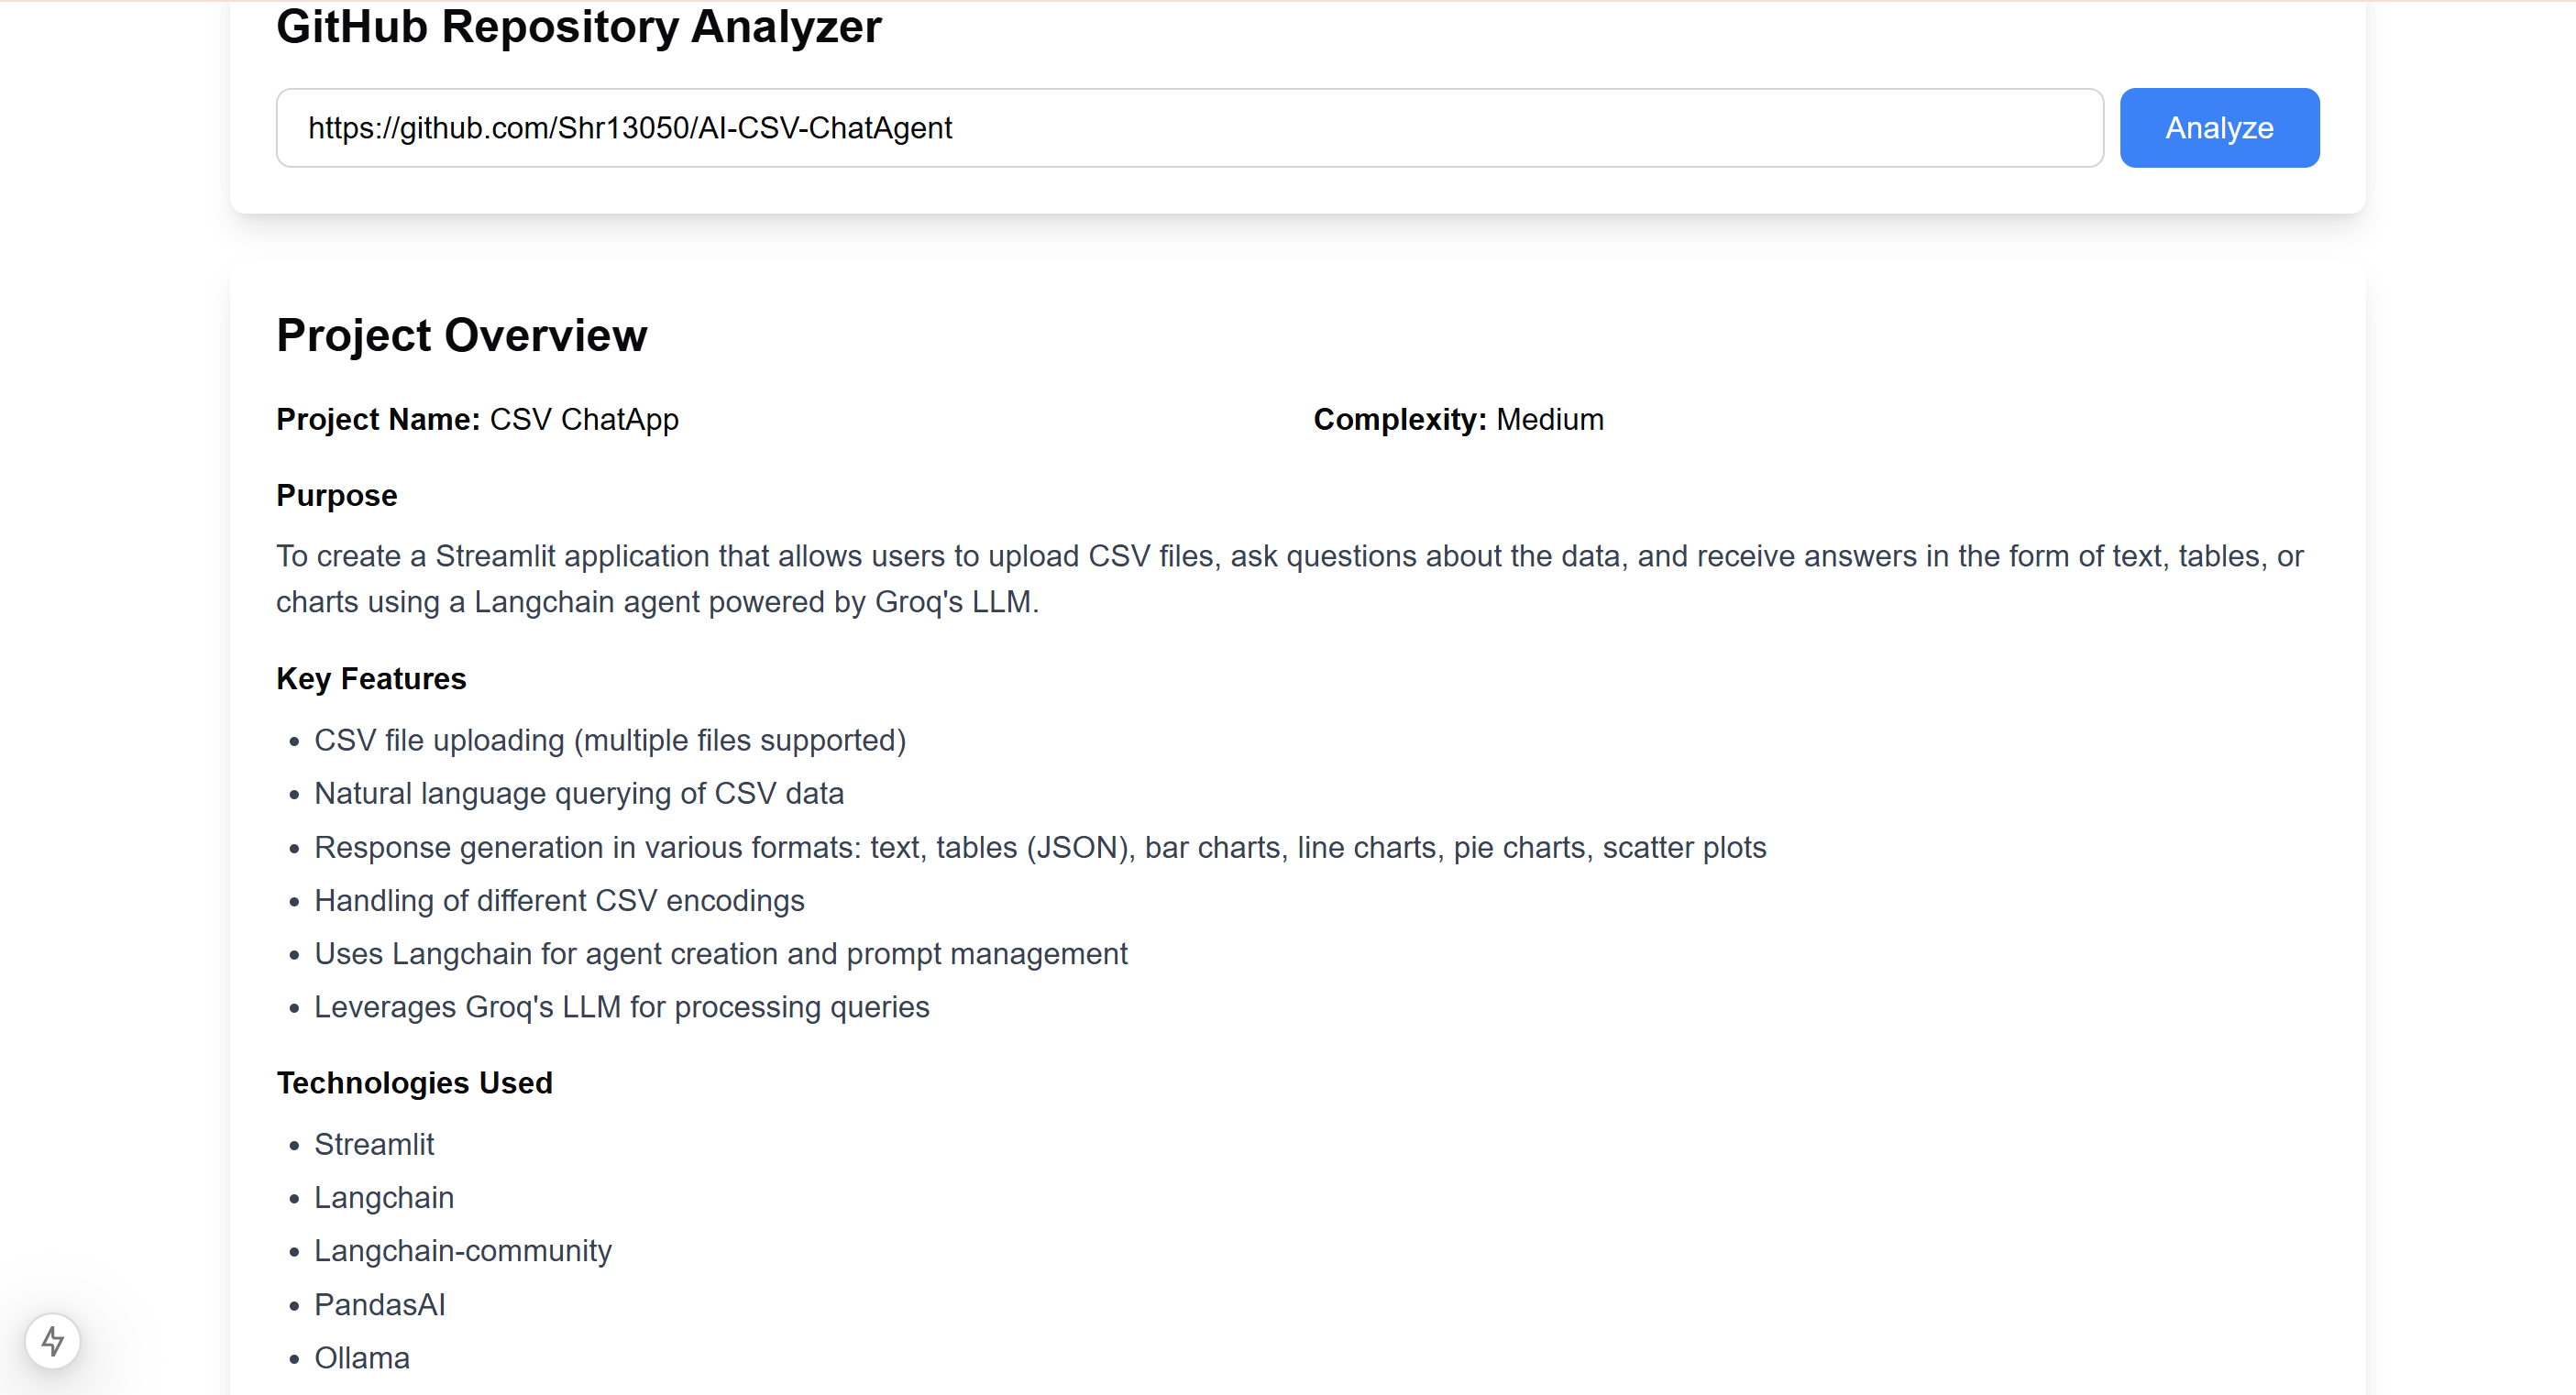 GitHub Repository Analyzer
https://github.com/Shr13050/AI-CSV-ChatAgent
Analyze
Project Overview
Project Name: CSV ChatApp
Complexity: Medium
Purpose
To create a Streamlit application that allows users to upload CSV files, ask questions about the data, and receive answers in the form of text, tables, or
charts using a Langchain agent powered by Groq's LLM.
Key Features
• CSV file uploading (multiple files supported)
• Natural language querying of CSV data
• Response generation in various formats: text, tables (JSON), bar charts, line charts, pie charts, scatter plots
• Handling of different CSV encodings
• Uses Langchain for agent creation and prompt management
• Leverages Groq's LLM for processing queries
Technologies Used
• Streamlit
• Langchain
• Langchain-community
• PandasAI
• Ollama